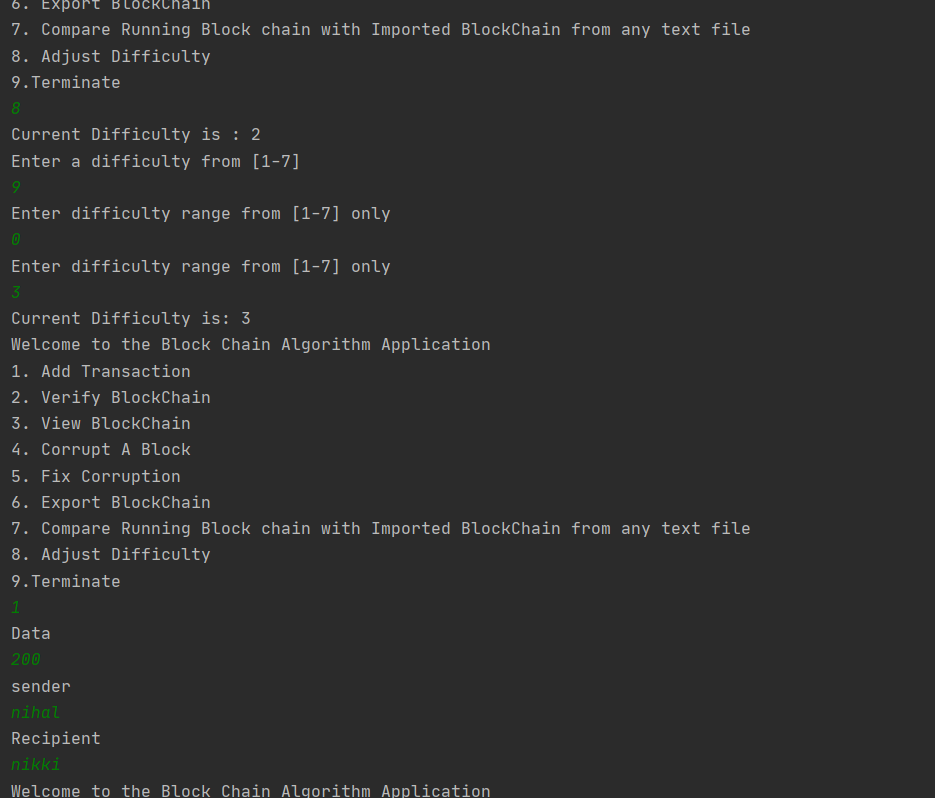 6. Export BlockChain
7. Compare Running Block chain with Imported BlockChain from any text file
8. Adjust Difficulty
9.Terminate
8
Current Difficulty is : 2
Enter a difficulty from [1-7]
9
Enter difficulty range from [1-7] only
0
Enter difficulty range from [1-7] only
3
Current Difficulty is: 3
Welcome to the Block Chain Algorithm Application
1. Add Transaction
2. Verify BlockChain
3. View BlockChain
4. Corrupt A Block
5. Fix Corruption
6. Export BlockChain
7. Compare Running Block chain with Imported BlockChain from any text file
8. Adjust Difficulty
9.Terminate
1
Data
200
sender
nihal
Recipient
nikki
Welcome to the Block Chain Algorithm Application